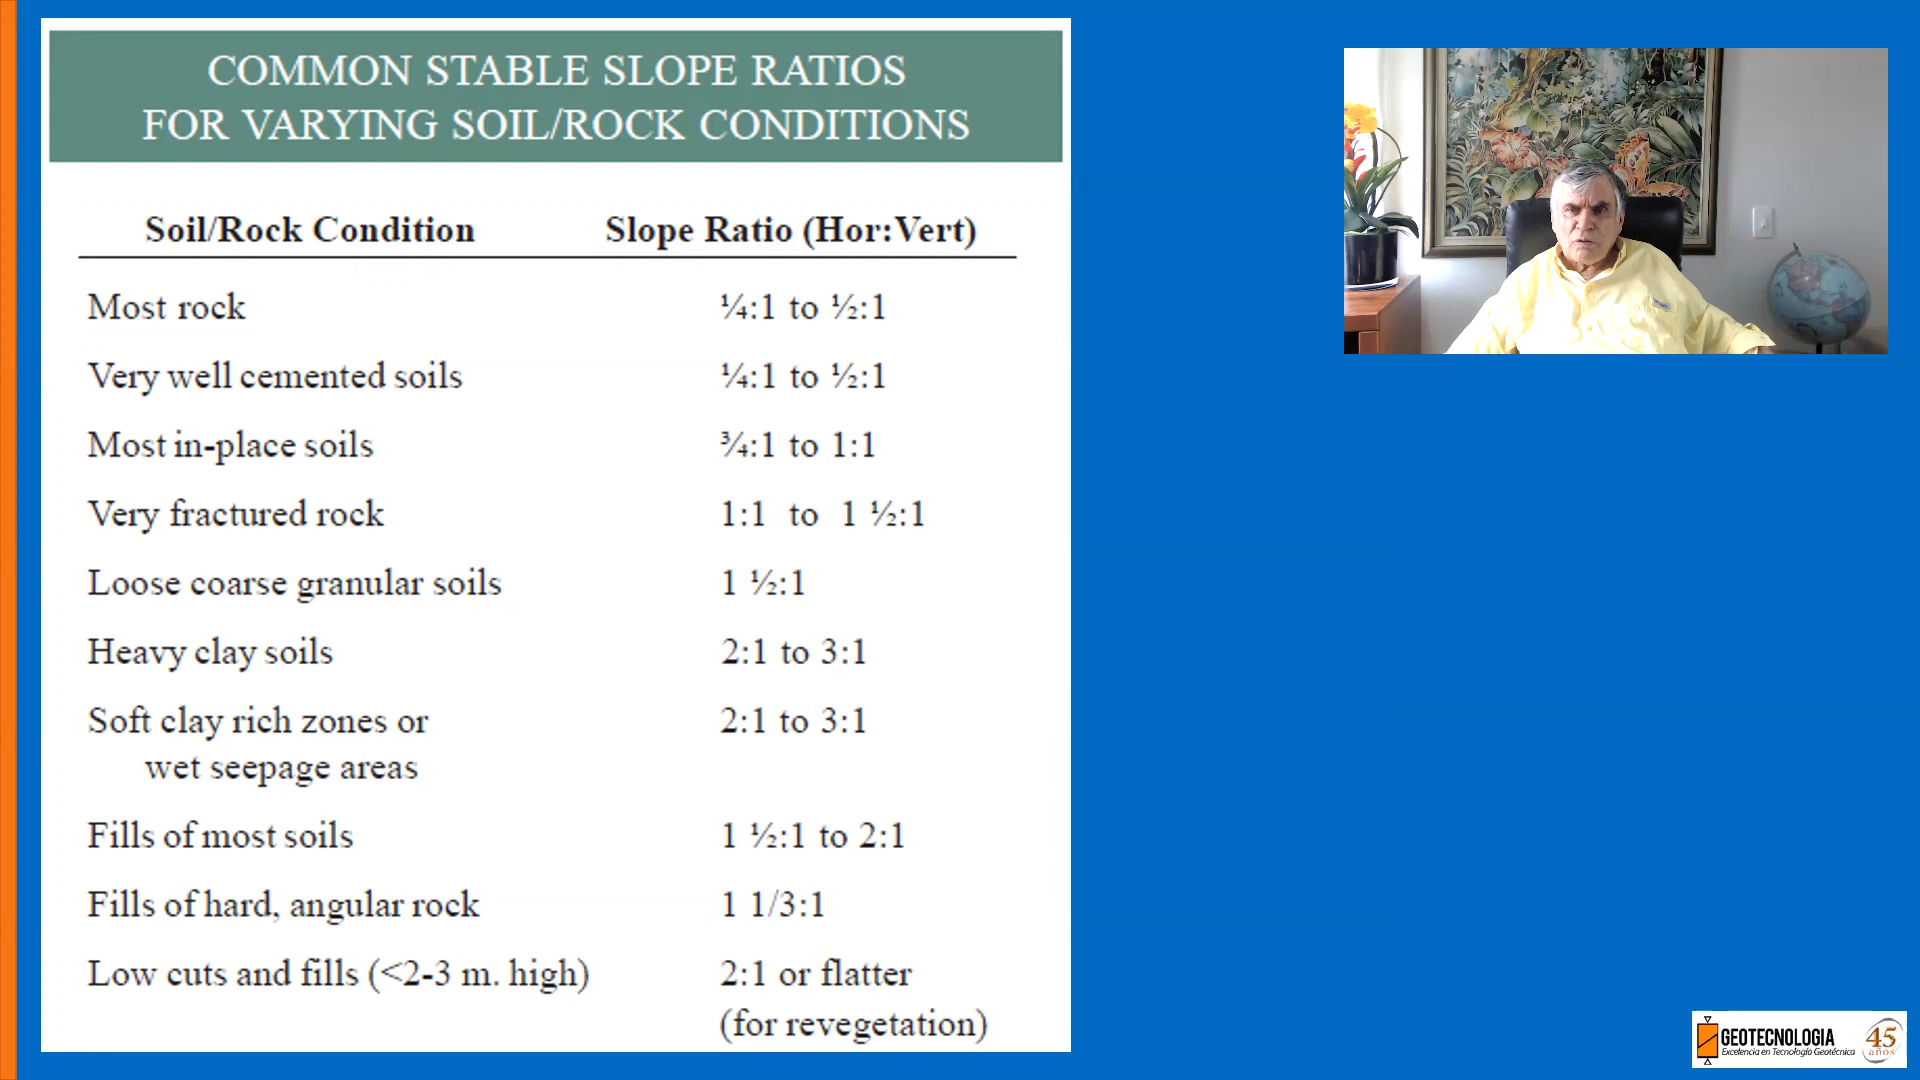 COMMON STABLE SLOPE RATIOS
FOR VARYING SOIL/ROCK CONDITIONS
Soil/Rock Condition Slope Ratio (Hor:Vert)
Most rock ¼:1 to ½:1
Very well cemented soils ¼:1 to ½:1
Most in-place soils ¾:1 to 1:1
Very fractured rock 1:1 to 1 ½:1
Loose coarse granular soils 1 ½:1
Heavy clay soils 2:1 to 3:1
Soft clay rich zones or 2:1 to 3:1
wet seepage areas
Fills of most soils 1 ½:1 to 2:1
Fills of hard, angular rock 1 1/3:1
Low cuts and fills (<2-3 m. high) 2:1 or flatter
(for revegetation)
GEOTECNOLOGIA
Excelencia en Tecnología Geotécnica
45
años